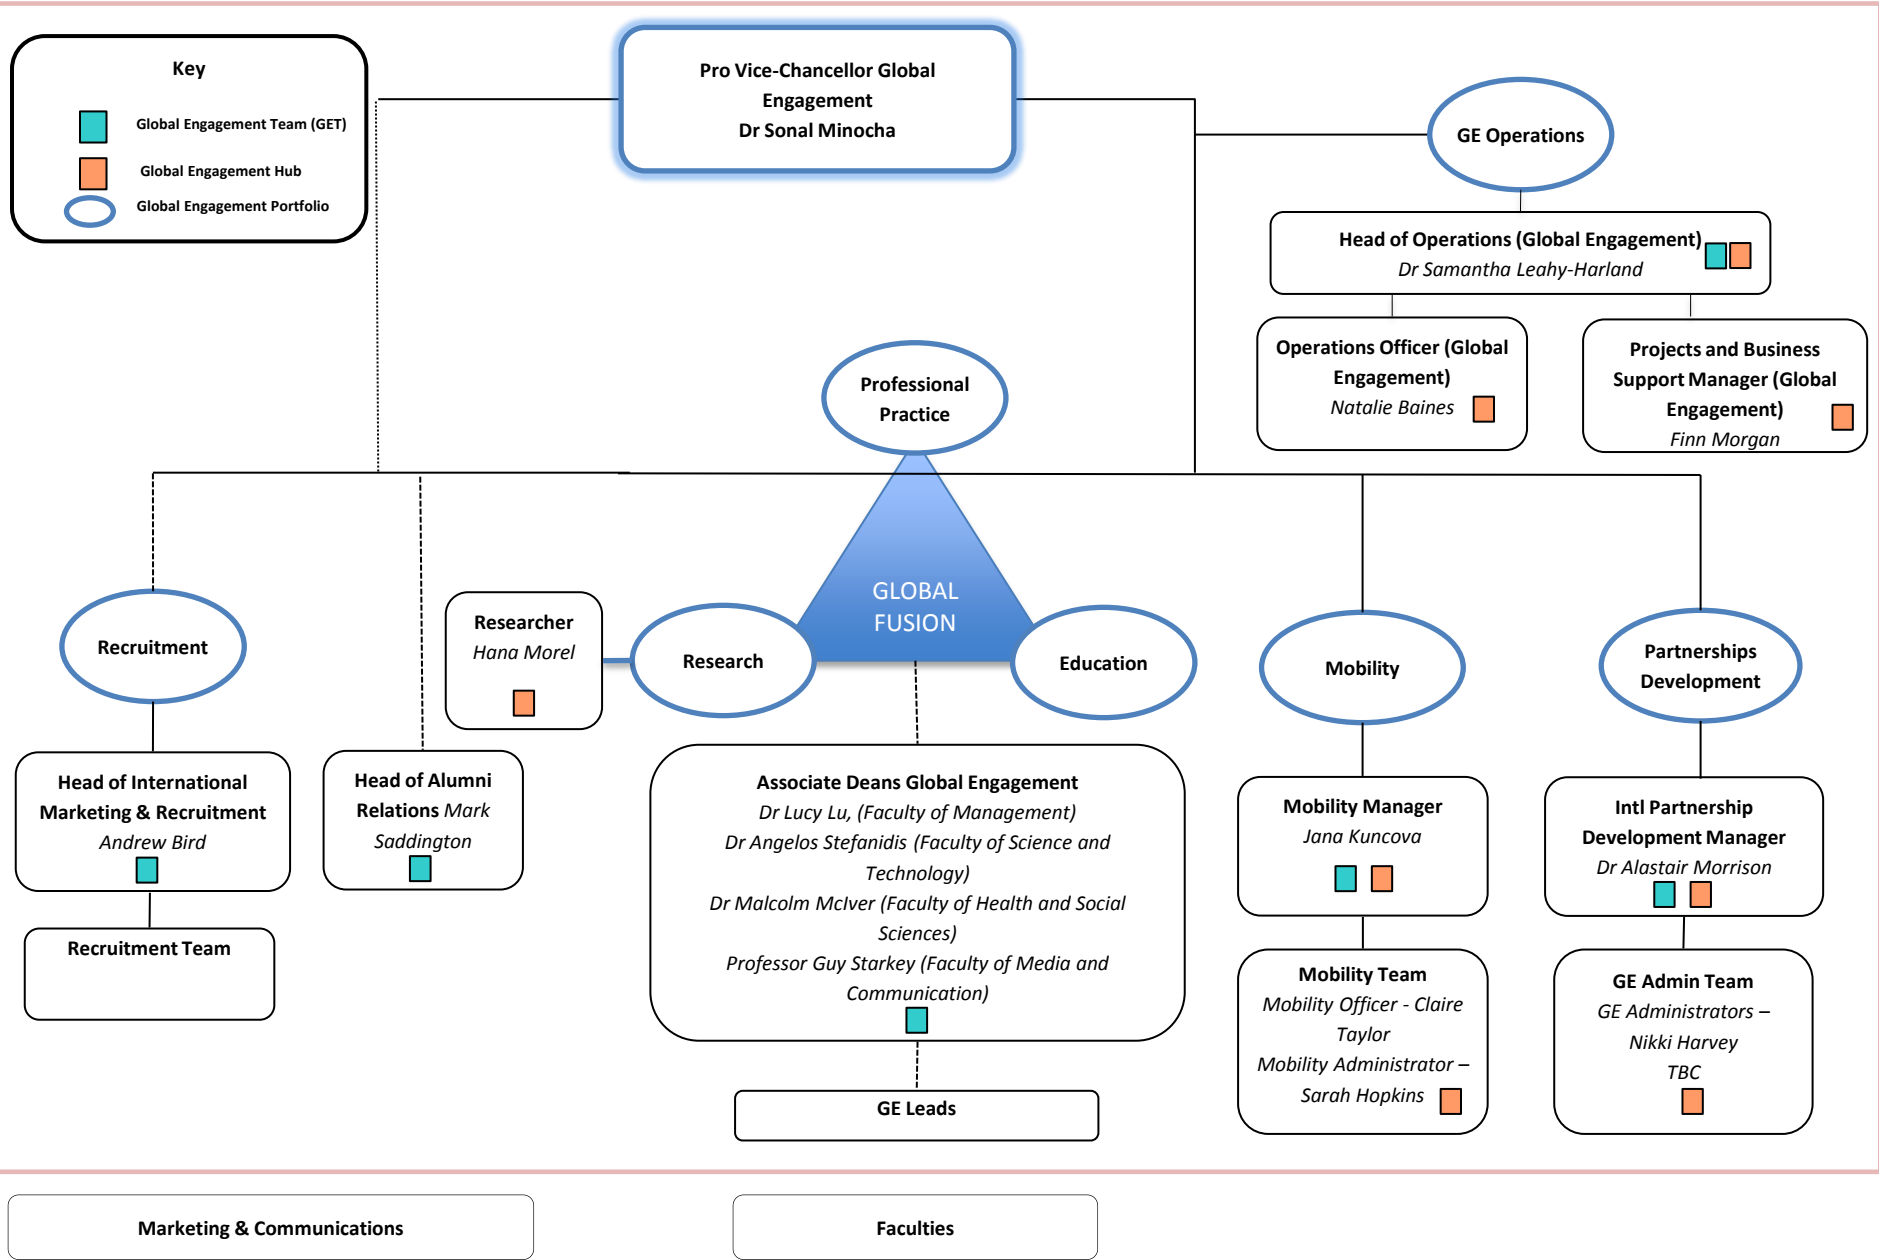 Key
Global Engagement Team (GET)
Global Engagement Hub
Global Engagement Portfolio
Pro Vice-Chancellor Global
Engagement
Dr Sonal Minocha
GE Operations
Head of Operations (Global Engagement)
Dr Samantha Leahy-Harland
Operations Officer (Global
Engagement)
Natalie Baines
Projects and Business
Support Manager (Global
Engagement)
Finn Morgan
Professional
Practice
GLOBAL
FUSION
Recruitment
Researcher
Hana Morel
Research
Education
Mobility
Partnerships
Development
Head of International
Marketing & Recruitment
Andrew Bird
Recruitment Team
Head of Alumni
Relations Mark
Saddington
Associate Deans Global Engagement
Dr Lucy Lu, (Faculty of Management)
Dr Angelos Stefanidis (Faculty of Science and
Technology)
Dr Malcolm McIver (Faculty of Health and Social
Sciences)
Professor Guy Starkey (Faculty of Media and
Communication)
GE Leads
Mobility Manager
Jana Kuncova
Mobility Team
Mobility Officer - Claire
Taylor
Mobility Administrator –
Sarah Hopkins
Intl Partnership
Development Manager
Dr Alastair Morrison
GE Admin Team
GE Administrators –
Nikki Harvey
TBC
Marketing & Communications
Faculties